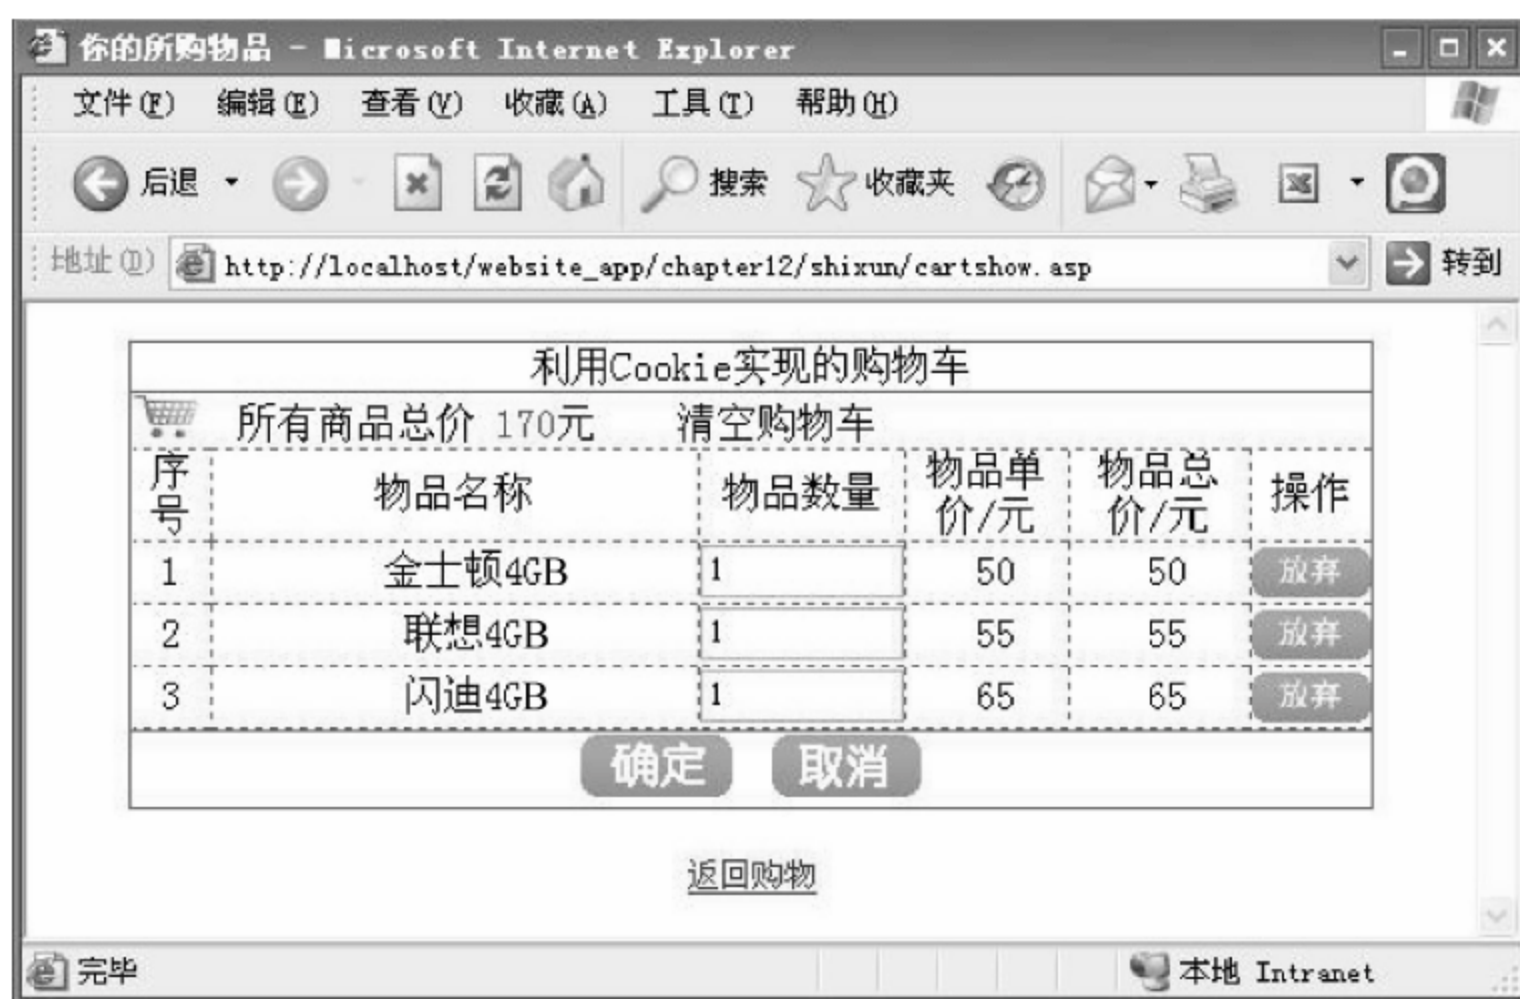 你的所购物品 - Microsoft Internet Explorer
文件(F) 编辑(E) 查看(V) 收藏(A) 工具(T) 帮助(H)
后退 搜索 收藏夹
地址(D) http://localhost/website_app/chapter12/shixun/cartshow.asp 转到
利用Cookie实现的购物车
所有商品总价 170元 清空购物车
序号 物品名称 物品数量 物品单价/元 物品总价/元 操作
1 金士顿4GB 1 50 50 放弃
2 联想4GB 1 55 55 放弃
3 闪迪4GB 1 65 65 放弃
确定 取消
返回购物
完毕 本地 Intranet